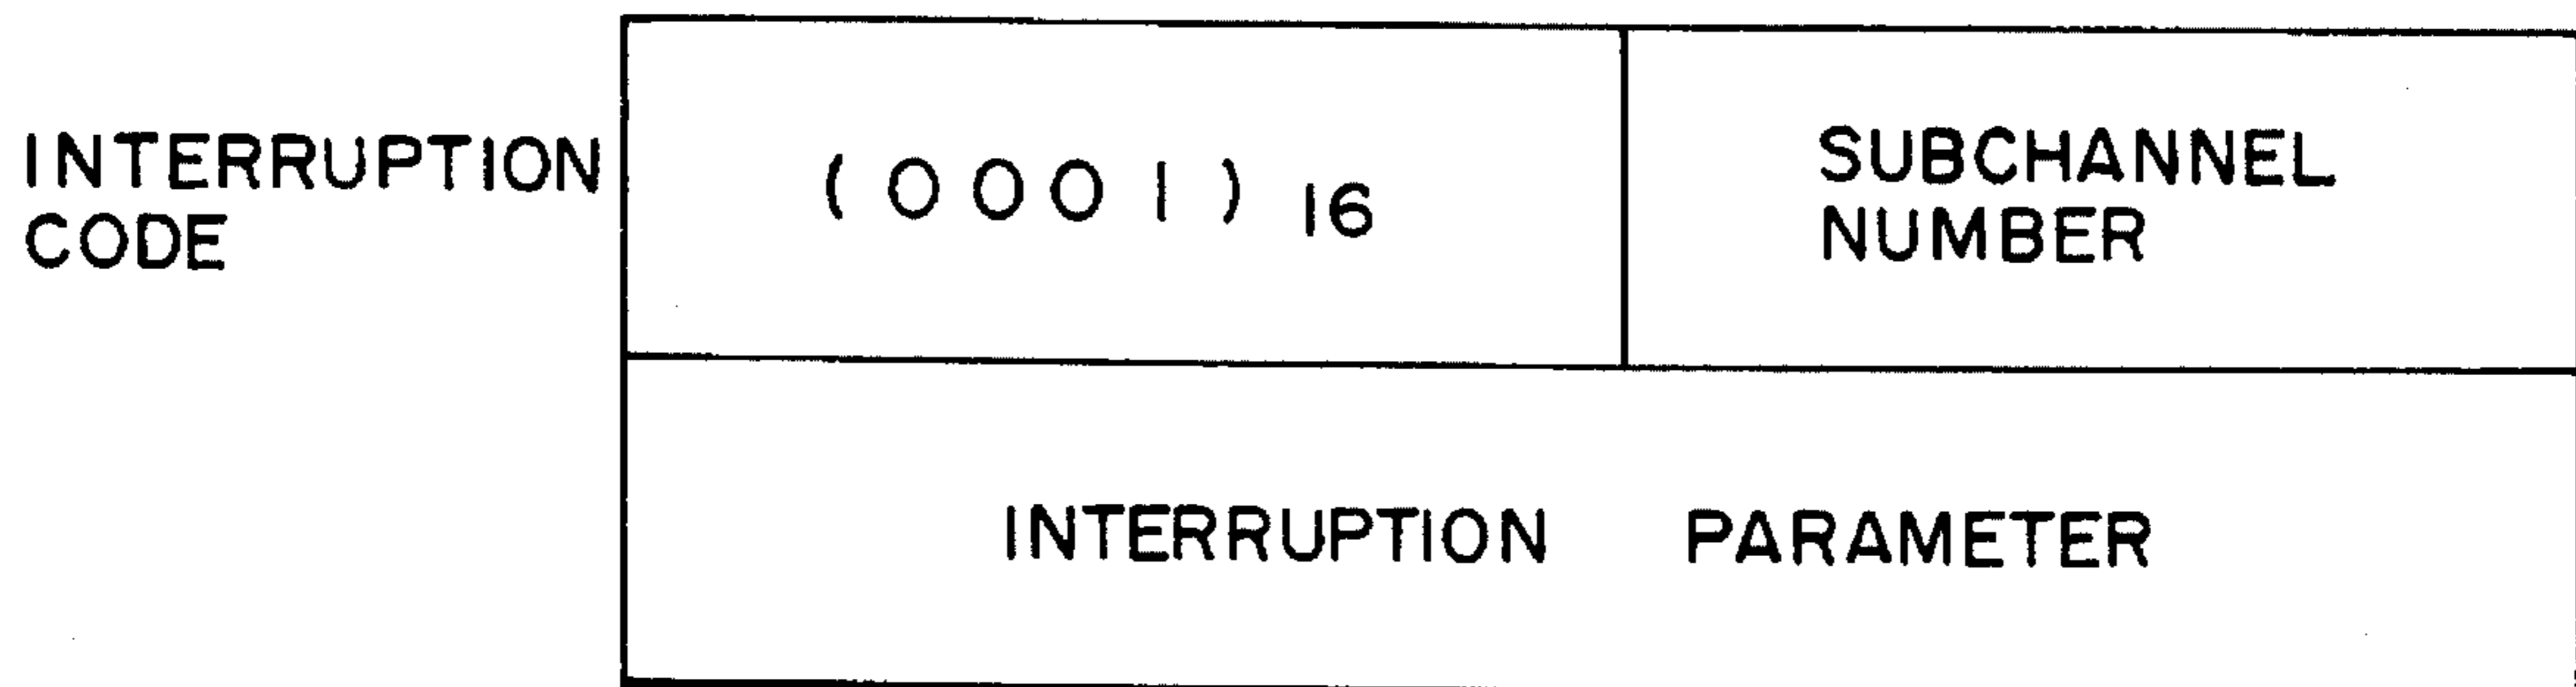 INTERRUPTION
CODE
(0001)16
SUBCHANNEL
NUMBER
INTERRUPTION PARAMETER